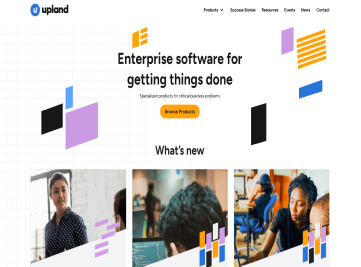 upland
Products Success Stories Resources Events News Contact
Enterprise software for
getting things done
Specialized products for critical business problems
Browse Products
What's new